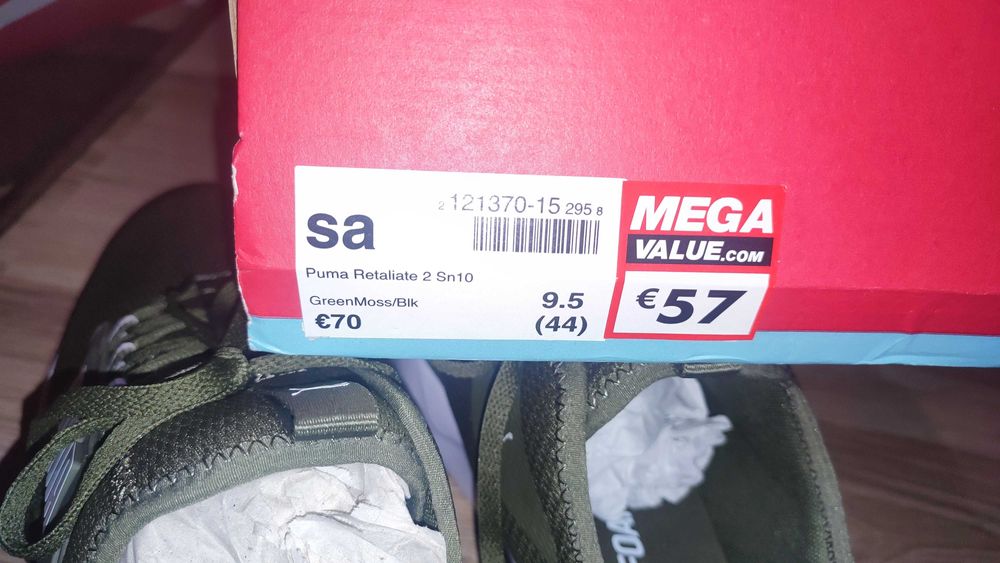 2 121370-15 295 8
sa
Puma Retaliate 2 Sn10
GreenMoss/Blk
9.5
€70
(44)
MEGA
VALUE.COM
€57